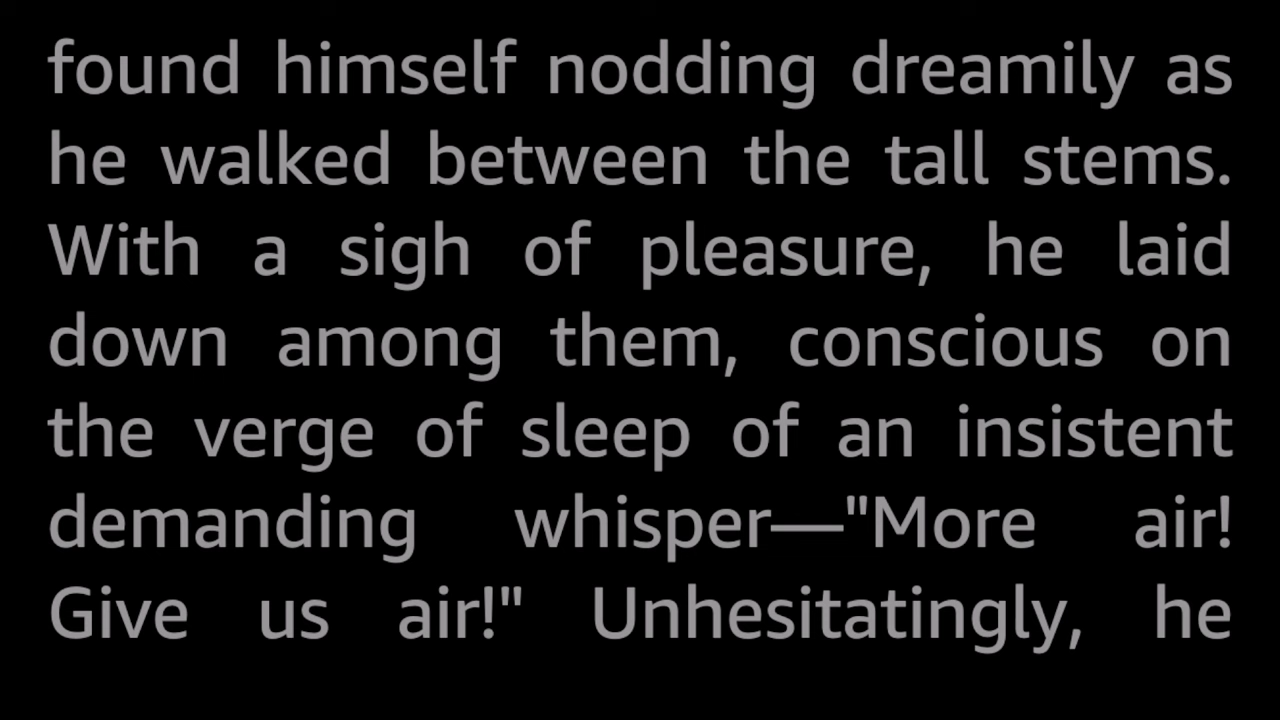 found himself nodding dreamily as
he walked between the tall stems.
With a sigh of pleasure, he laid
down among them, conscious on
the verge of sleep of an insistent
demanding whisper—"More air!
Give us air!" Unhesitatingly, he